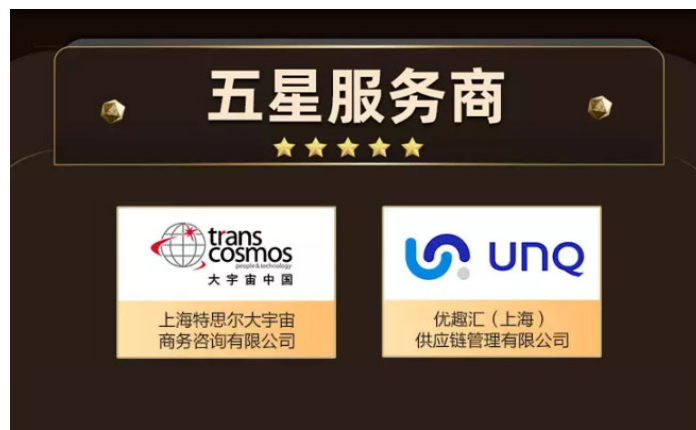 五星服务商
trans
cosmos
people & technology
大宇宙中国
上海特思尔大宇宙
商务咨询有限公司
UNQ
优趣汇（上海）
供应链管理有限公司